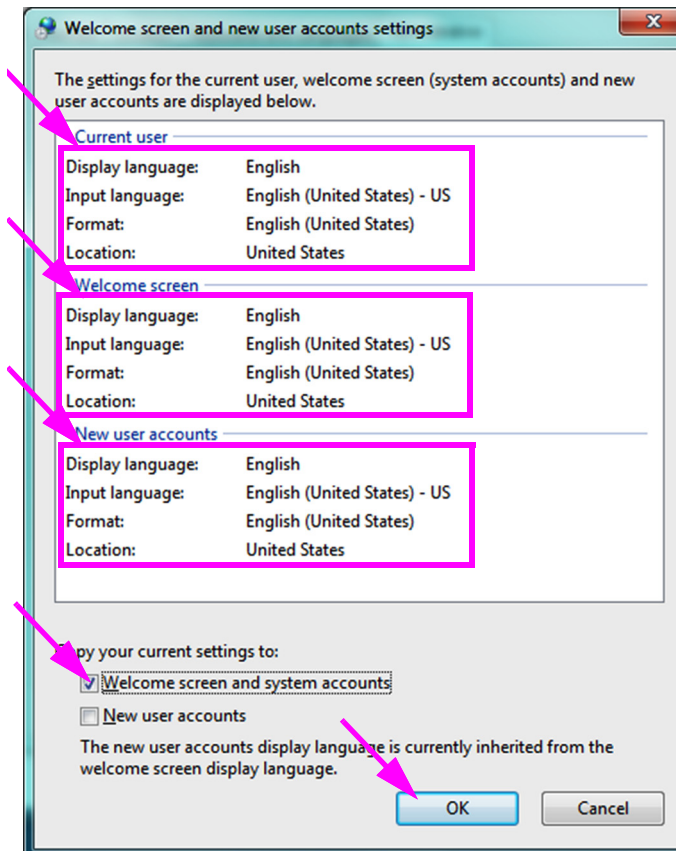 Welcome screen and new user accounts settings
The settings for the current user, welcome screen (system accounts) and new
user accounts are displayed below.
Current user
Display language: English
Input language: English (United States) - US
Format: English (United States)
Location: United States
Welcome screen
Display language: English
Input language: English (United States) - US
Format: English (United States)
Location: United States
New user accounts
Display language: English
Input language: English (United States) - US
Format: English (United States)
Location: United States
Copy your current settings to:
Welcome screen and system accounts
New user accounts
The new user accounts display language is currently inherited from the
welcome screen display language.
OK Cancel